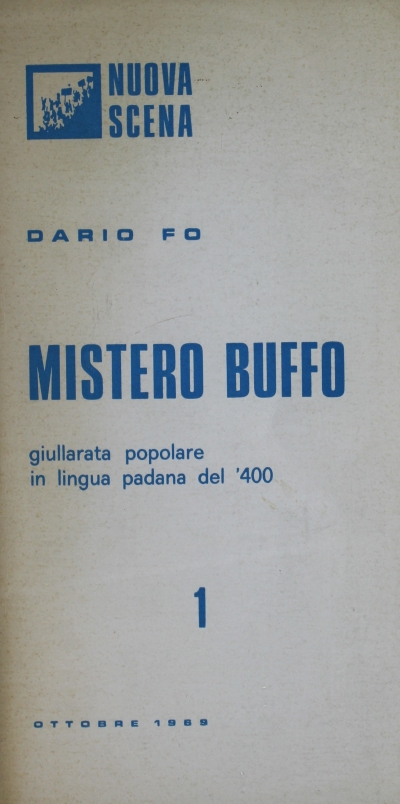 NUOVA
SCENA
DARIO FO
MISTERO BUFFO
giullarata popolare
in lingua padana del '400
1
OTTOBRE 1969